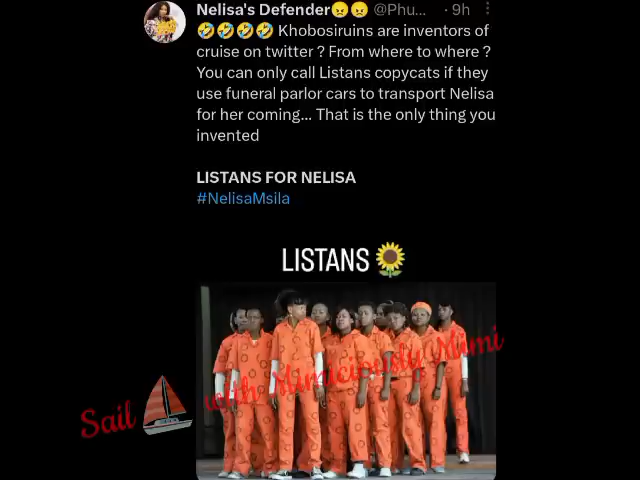 Nelisa's Defender😠😠 @Phu... · 9h
🤣🤣🤣🤣 Khobosiruins are inventors of
cruise on twitter ? From where to where ?
You can only call Listans copycats if they
use funeral parlor cars to transport Nelisa
for her coming... That is the only thing you
invented
LISTANS FOR NELISA
#NelisaMsila
LISTANS🌻
Sail with Mimiciously Mimi